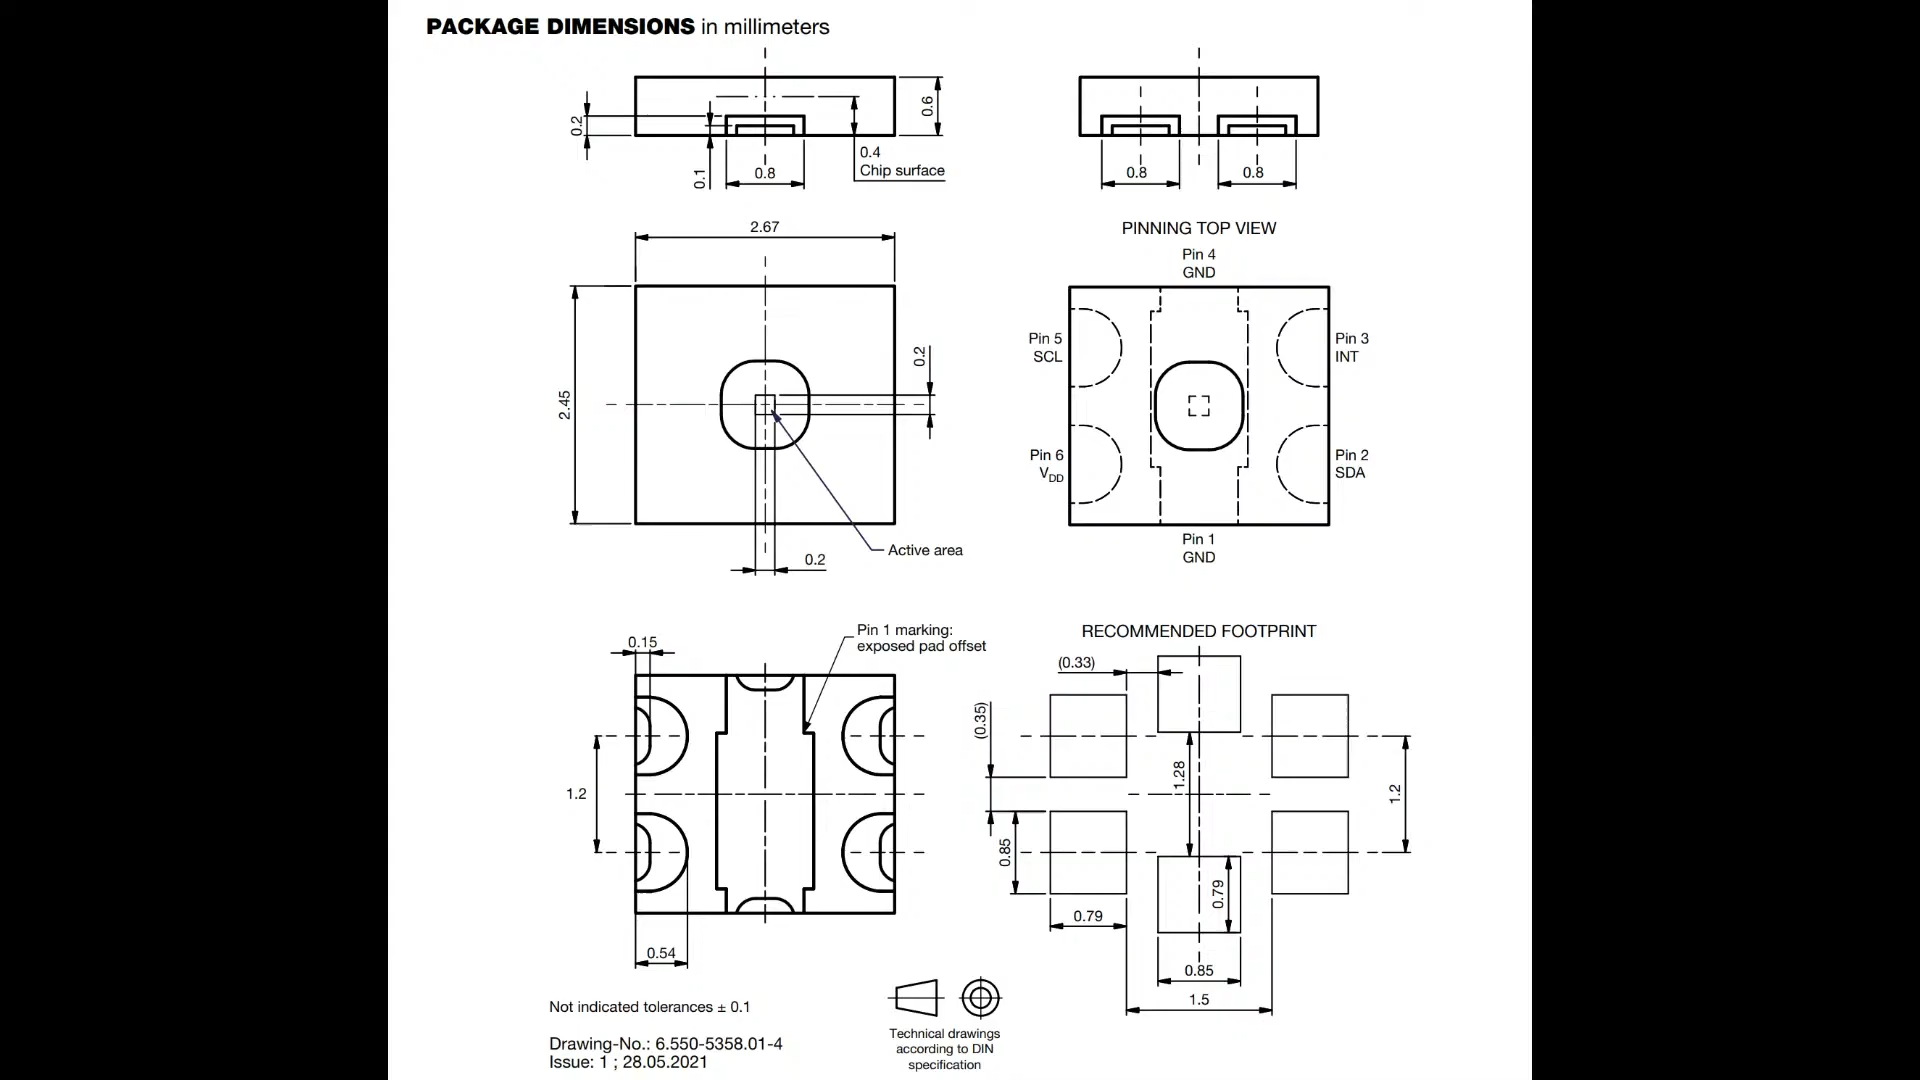 PACKAGE DIMENSIONS in millimeters
0.2
0.1
0.8
0.4
Chip surface
0.6
0.8
0.8
2.67
2.45
0.2
0.2
Active area
PINNING TOP VIEW
Pin 4
GND
Pin 5
SCL
Pin 3
INT
Pin 6
VDD
Pin 2
SDA
Pin 1
GND
0.15
Pin 1 marking:
exposed pad offset
1.2
0.54
RECOMMENDED FOOTPRINT
(0.33)
(0.35)
1.28
1.2
0.85
0.79
0.79
0.85
1.5
Not indicated tolerances ± 0.1
Drawing-No.: 6.550-5358.01-4
Issue: 1 ; 28.05.2021
Technical drawings
according to DIN
specification